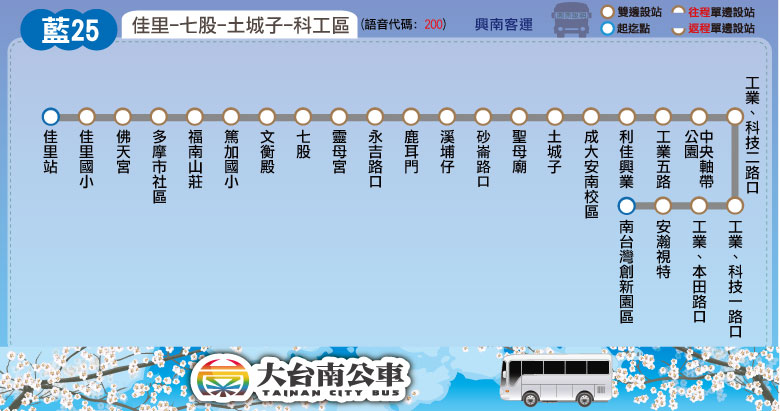 藍25
佳里-七股-土城子-科工區
(語音代碼: 200)
興南客運
雙邊設站
往程單邊設站
起迄點
返程單邊設站
佳里站
佳里國小
佛天宮
多摩市社區
福南山莊
篤加國小
文衡殿
七股
靈母宮
永吉路口
鹿耳門
溪埔仔
砂崙路口
聖母廟
土城子
成大安南校區
利佳興業
工業五路
中央軸帶
公園
工業、科技二路口
工業、科技一路口
工業、本田路口
安瀚視特
南台灣創新園區
大台南公車
TAINAN CITY BUS